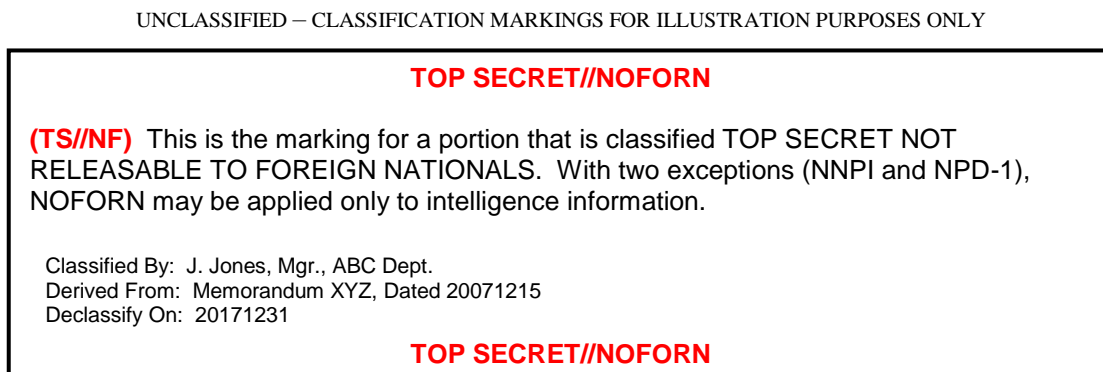 UNCLASSIFIED – CLASSIFICATION MARKINGS FOR ILLUSTRATION PURPOSES ONLY
TOP SECRET//NOFORN
(TS//NF) This is the marking for a portion that is classified TOP SECRET NOT
RELEASABLE TO FOREIGN NATIONALS. With two exceptions (NNPI and NPD-1),
NOFORN may be applied only to intelligence information.
Classified By: J. Jones, Mgr., ABC Dept.
Derived From: Memorandum XYZ, Dated 20071215
Declassify On: 20171231
TOP SECRET//NOFORN